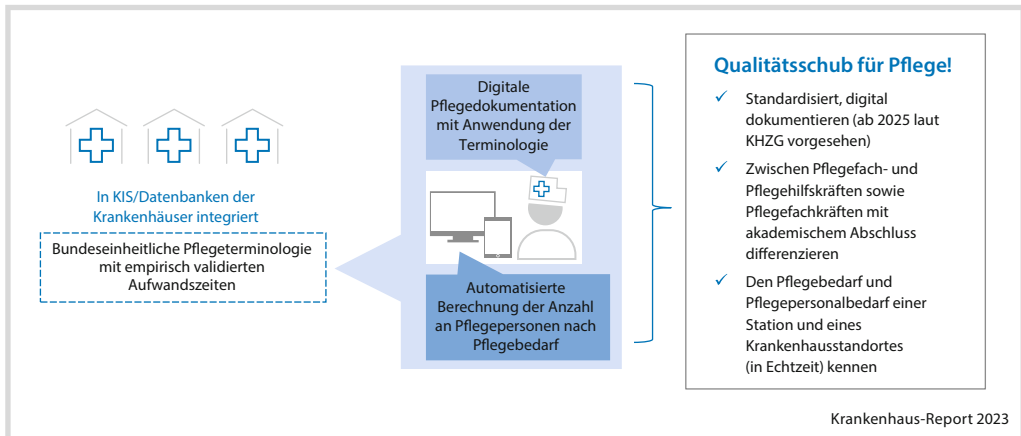 In KIS/Datenbanken der
Krankenhäuser integriert
Bundeseinheitliche Pflegeterminologie
mit empirisch validierten
Aufwandszeiten
Digitale
Pflegedokumentation
mit Anwendung der
Terminologie
Automatisierte
Berechnung der Anzahl
an Pflegepersonen nach
Pflegebedarf
Qualitätsschub für Pflege!
✓ Standardisiert, digital
dokumentieren (ab 2025 laut
KHZG vorgesehen)
✓ Zwischen Pflegefach- und
Pflegehilfskräften sowie
Pflegefachkräften mit
akademischem Abschluss
differenzieren
✓ Den Pflegebedarf und
Pflegepersonalbedarf einer
Station und eines
Krankenhausstandortes
(in Echtzeit) kennen
Krankenhaus-Report 2023